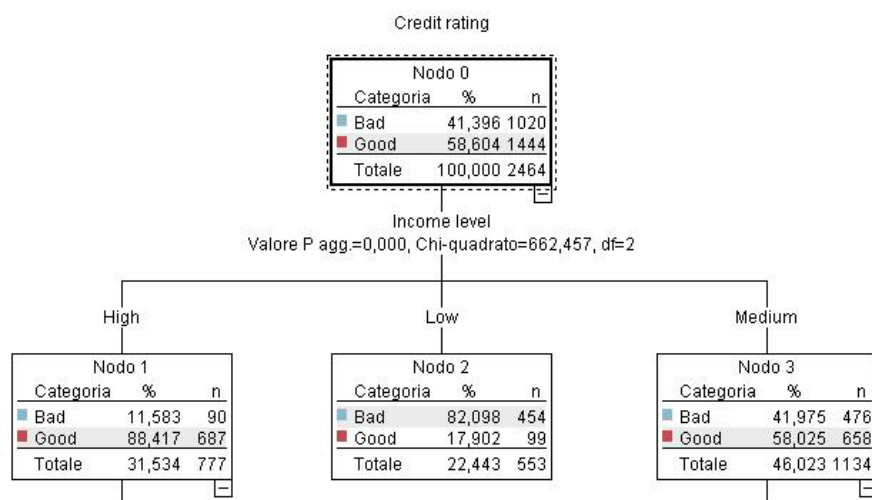 Credit rating
Nodo 0
Categoria % n
Bad 41,396 1020
Good 58,604 1444
Totale 100,000 2464
Income level
Valore P agg.=0,000, Chi-quadrato=662,457, df=2
High
Low
Medium
Nodo 1
Categoria % n
Bad 11,583 90
Good 88,417 687
Totale 31,534 777
Nodo 2
Categoria % n
Bad 82,098 454
Good 17,902 99
Totale 22,443 553
Nodo 3
Categoria % n
Bad 41,975 476
Good 58,025 658
Totale 46,023 1134